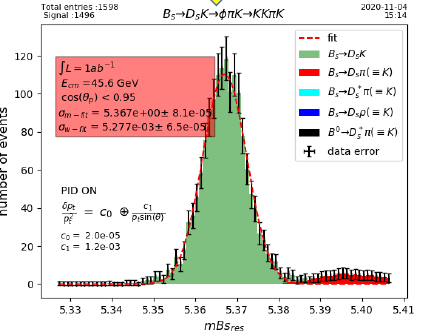 Total entries :1598
Signal :1496
B_s→D_sK→ϕπK→KKπK
2020-11-04
15:14
∫L = 1ab⁻¹
E_cm =45.6 GeV
cos(θ_p) < 0.95
σ_m−fit = 5.367e+00± 8.1e-05
σ_w−fit = 5.277e-03± 6.5e-05
fit
B_s→D_sK
B_s→D_sπ(≡K)
B_s→D_s*π(≡K)
B_s→D_sρ(≡K)
B⁰→D_s*π(≡K)
data error
PID ON
δp_t/p_t² = c₀ ⊕ c₁/p_t sin(θ)
c₀ = 2.0e-05
c₁ = 1.2e-03
number of events
120
100
80
60
40
20
0
5.33 5.34 5.35 5.36 5.37 5.38 5.39 5.40 5.41
mBS_res